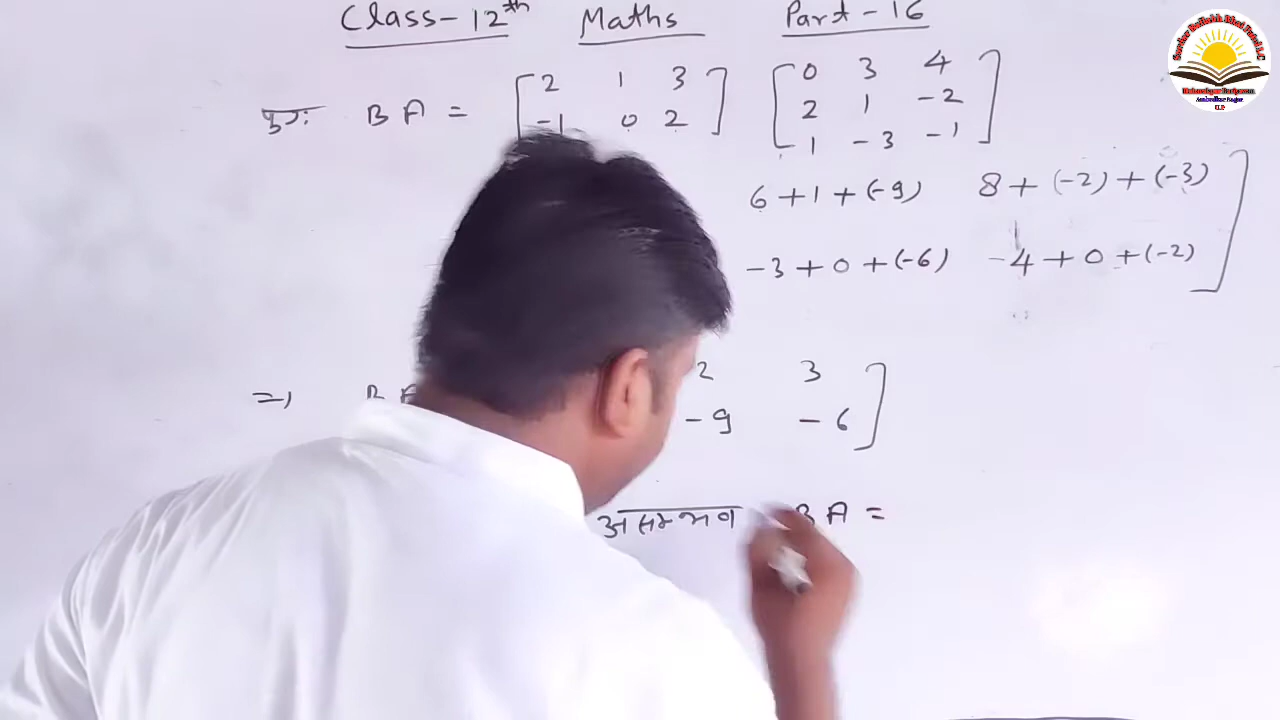 Class-12th Maths Part-16
पुनः BA = [2 1 3 [0 3 4
-1 0 2] 2 1 -2
1 -3 -1]
6+1+(-9) 8+(-2)+(-3)
-3+0+(-6) -4+0+(-2)]
=> BA 2 3
-9 -6]
असम्भव BA =